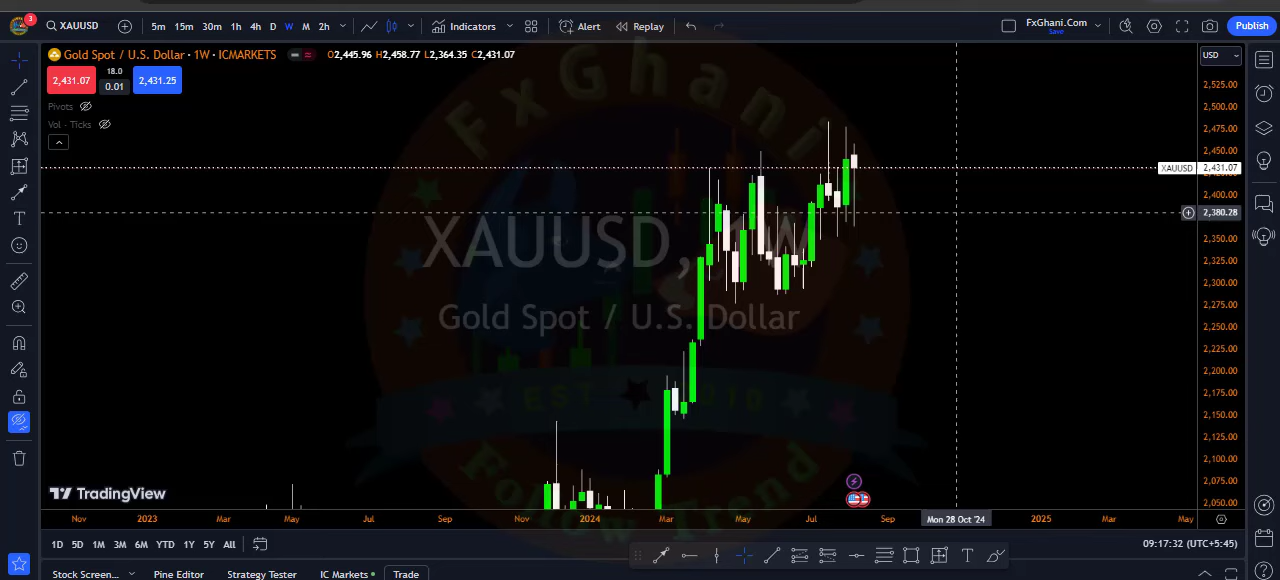 3 XAUUSD 5m 15m 30m 1h 4h D W M 2h Indicators Alert Replay FxGhani.Com Save Publish
Gold Spot / U.S. Dollar · 1W · ICMARKETS O2,445.96 H2,458.77 L2,364.35 C2,431.07 USD
2,431.07 18.0 0.01 2,431.25
Pivots
Vol - Ticks
FxGhani
XAUUSD, 1W
Gold Spot / U.S. Dollar
EST
Follow Trend
2,525.00
2,500.00
2,475.00
2,450.00
XAUUSD 2,431.07
2,400.00
2,380.28
2,350.00
2,325.00
2,300.00
2,275.00
2,250.00
2,225.00
2,200.00
2,175.00
2,150.00
2,125.00
2,100.00
2,075.00
2,050.00
TradingView
Nov 2023 Mar May Jul Sep Nov 2024 Mar May Jul Sep Mon 28 Oct '24 2025 Mar May
1D 5D 1M 3M 6M YTD 1Y 5Y All 09:17:32 (UTC+5:45)
Stock Screen... Pine Editor Strategy Tester IC Markets Trade